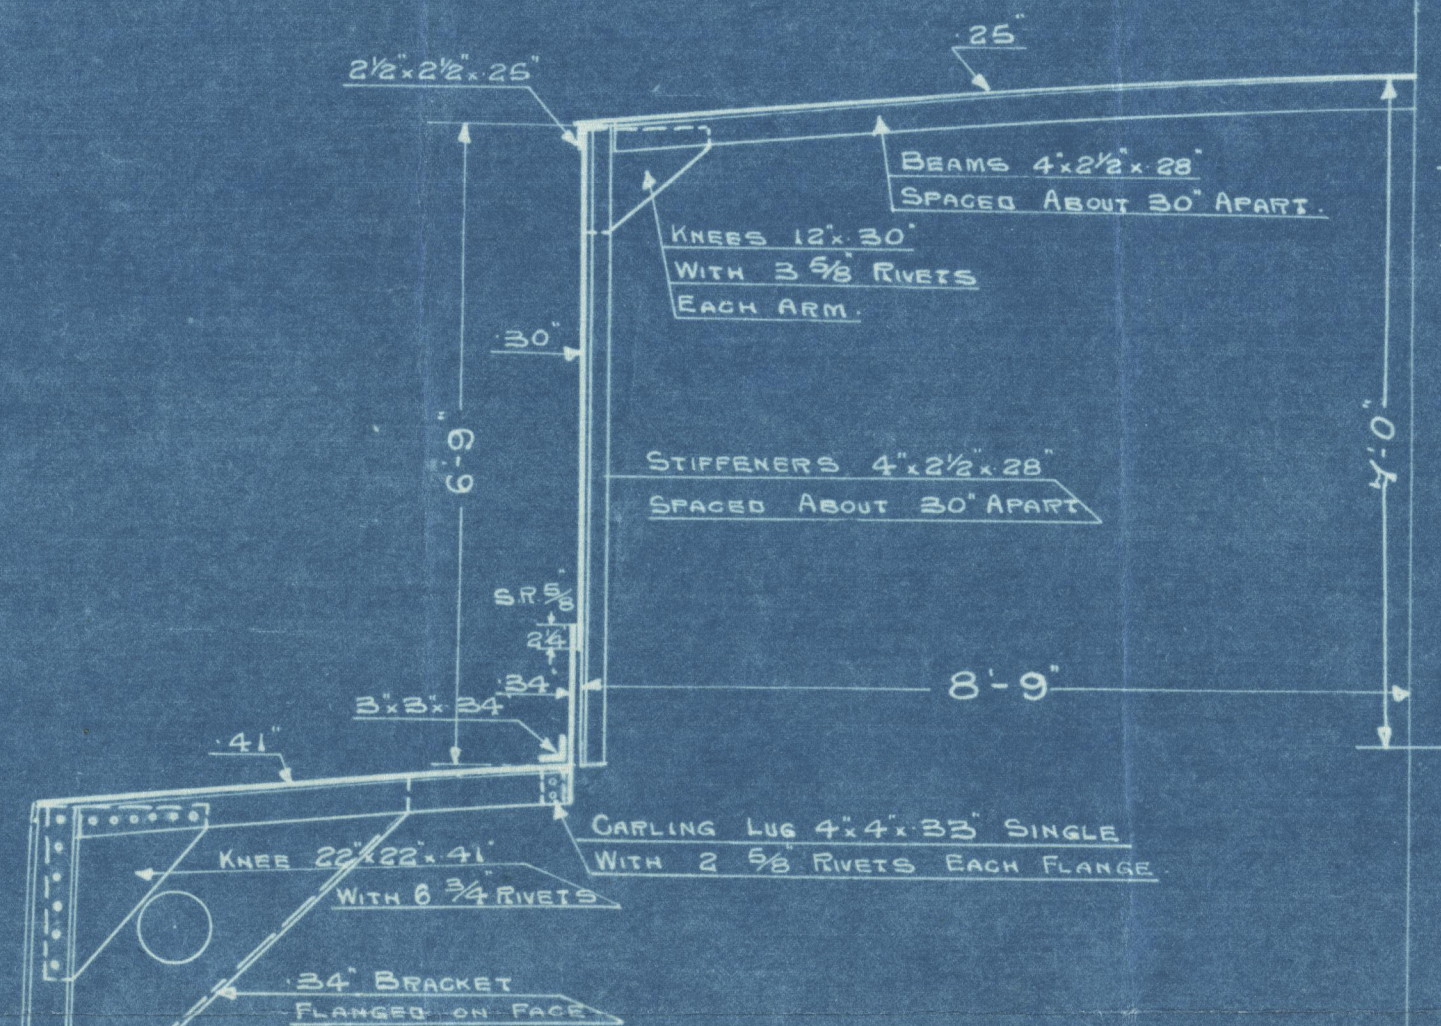 .25"
2½"x2½"x.25"
BEAMS 4"x2½"x.28"
SPACED ABOUT 30" APART.
KNEES 12"x.30"
WITH 3 5/8" RIVETS
EACH ARM.
.30"
6'-9"
STIFFENERS 4"x2½"x.28"
SPACED ABOUT 30" APART
S.R. 5/8"
2¼"
.34"
8'-9"
3"x3"x.34"
.41"
CARLING LUG 4"x4"x.33" SINGLE
WITH 2 5/8" RIVETS EACH FLANGE.
KNEE 22"x22"x.41"
WITH 6 3/4" RIVETS
.34" BRACKET
FLANGED ON FACE